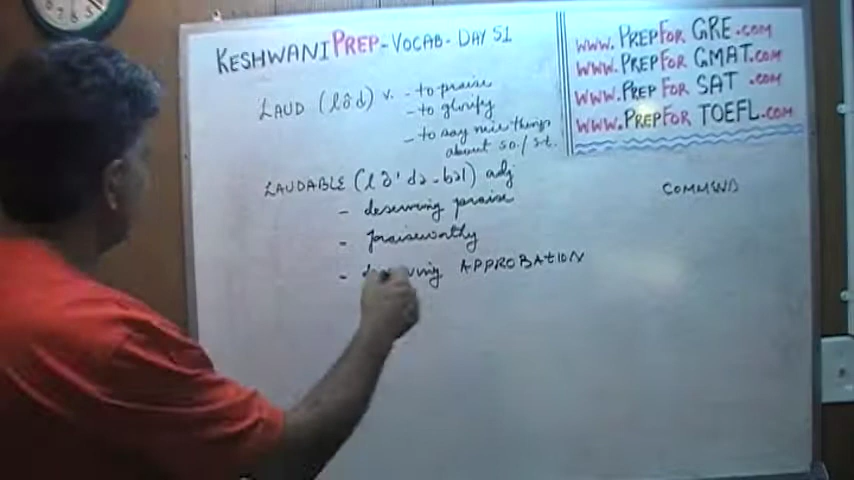 KESHWANI PREP - VOCAB - DAY 51
LAUD (lôd) v. - to praise
- to glorify
- to say nice things
about so./st.
LAUDABLE (lô'də-bəl) adj
- deserving praise
- praiseworthy
- deserving APPROBATION
www.PREPFOR GRE.com
www.PREPFOR GMAT.com
www.PREPFOR SAT.com
www.PREPFOR TOEFL.com
COMMEND